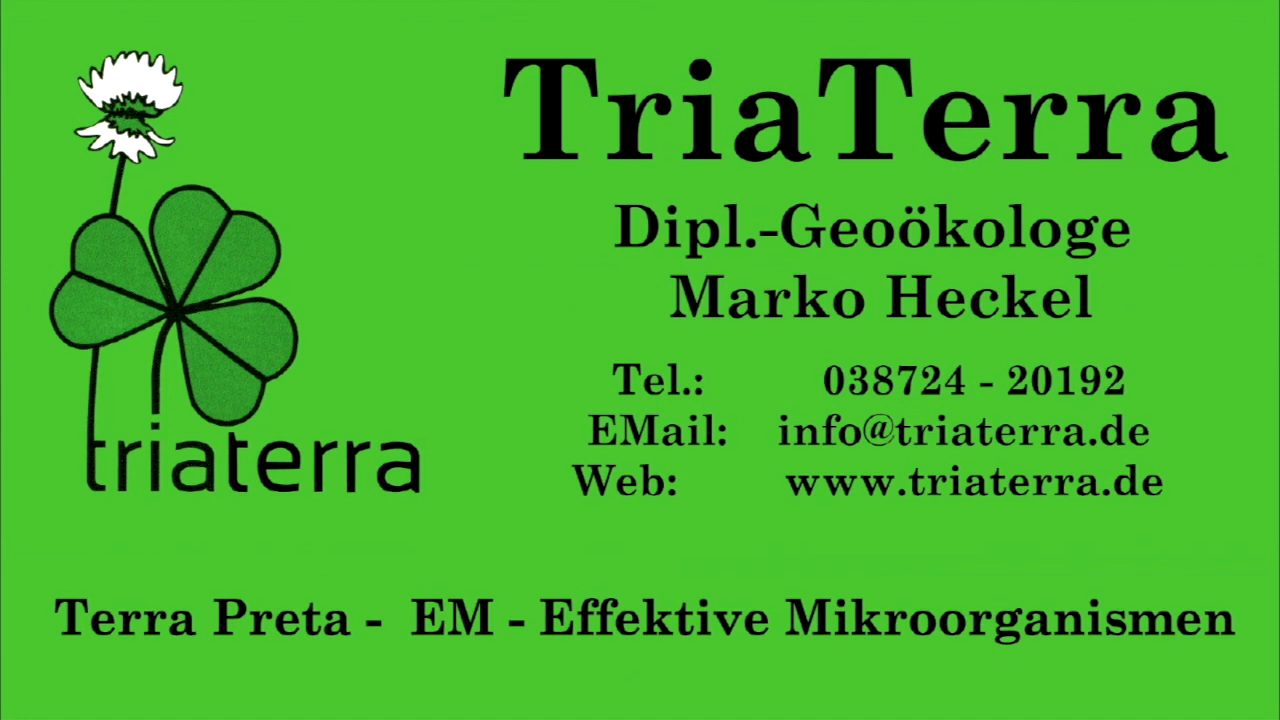 TriaTerra
Dipl.-Geoökologe
Marko Heckel
Tel.: 038724 - 20192
EMail: info@triaterra.de
Web: www.triaterra.de
triaterra
Terra Preta - EM - Effektive Mikroorganismen